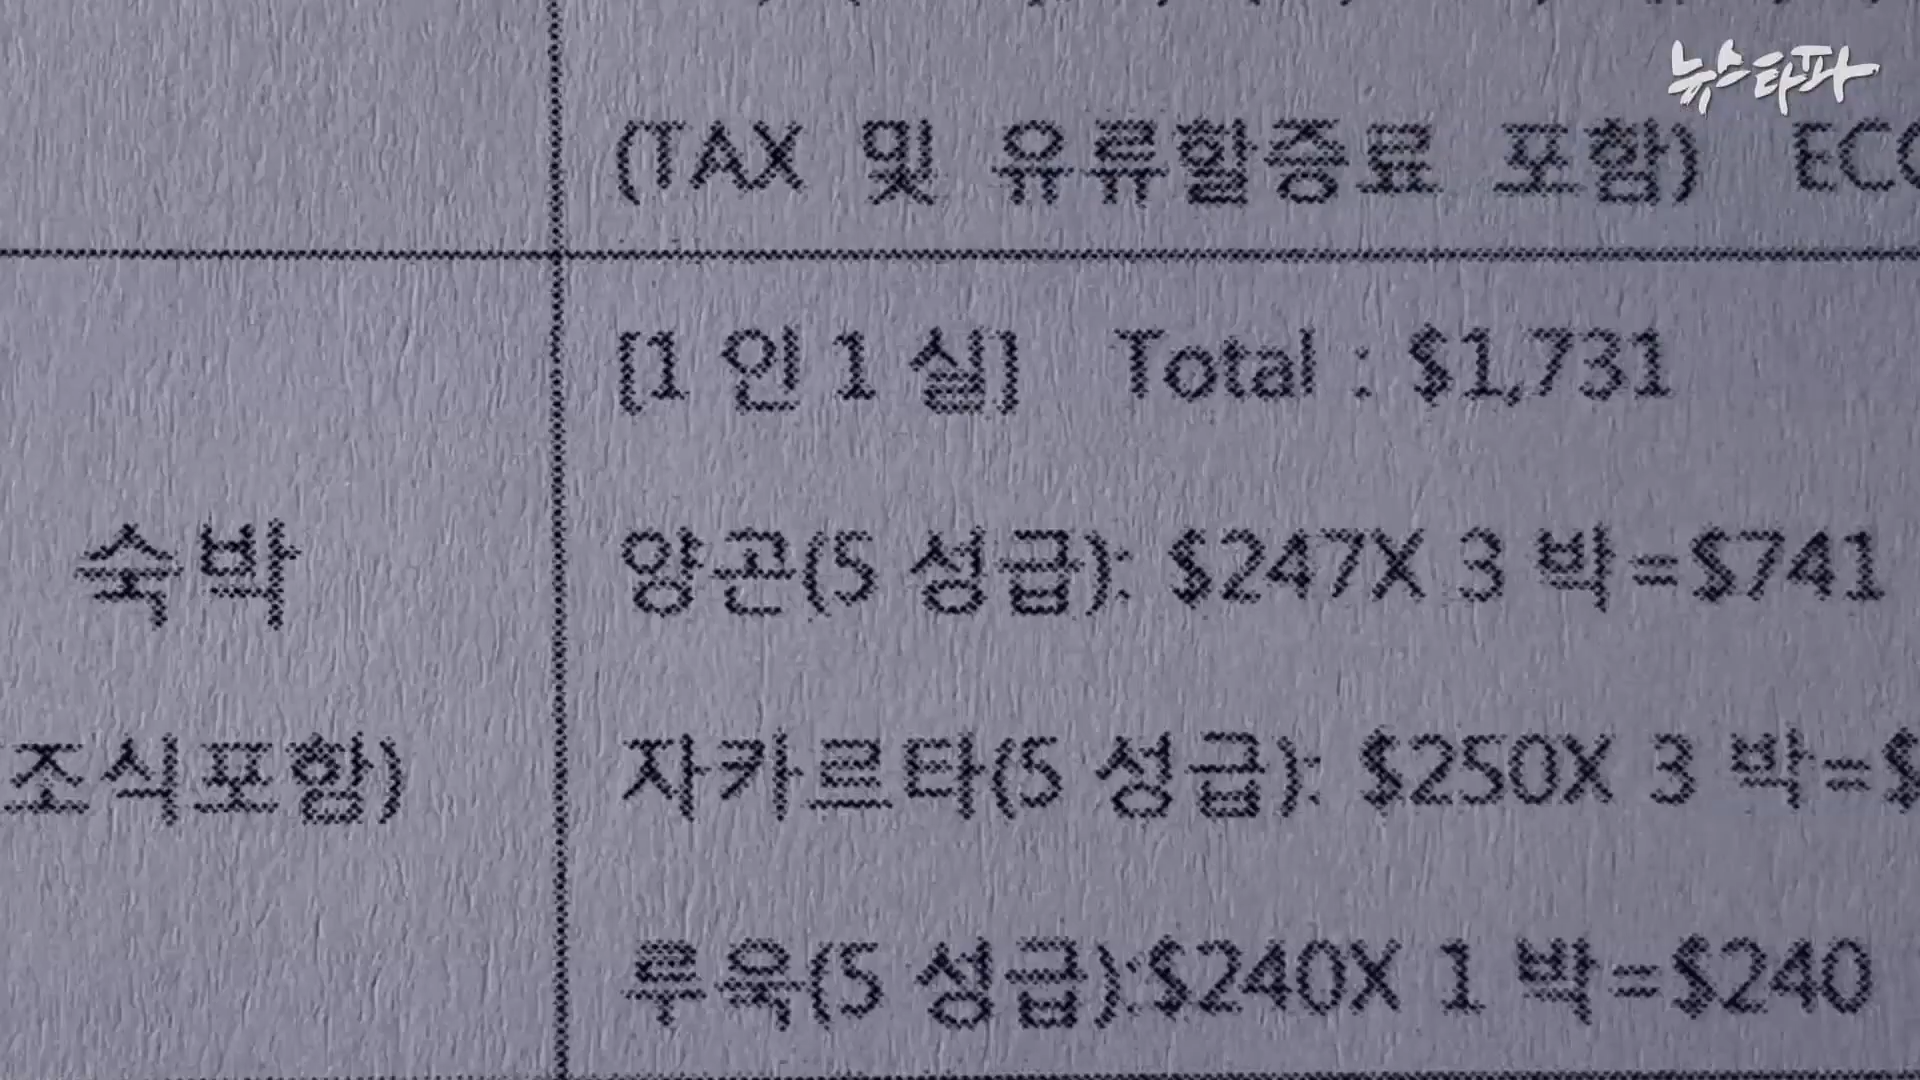 뉴스타파
(TAX 및 유류할증료 포함) ECO
[1 인 1 실] Total : $1,731
숙박
양곤(5 성급): $247X 3 박=$741
조식포함)
자카르타(5 성급): $250X 3 박=$
루욱(5 성급):$240X 1 박=$240